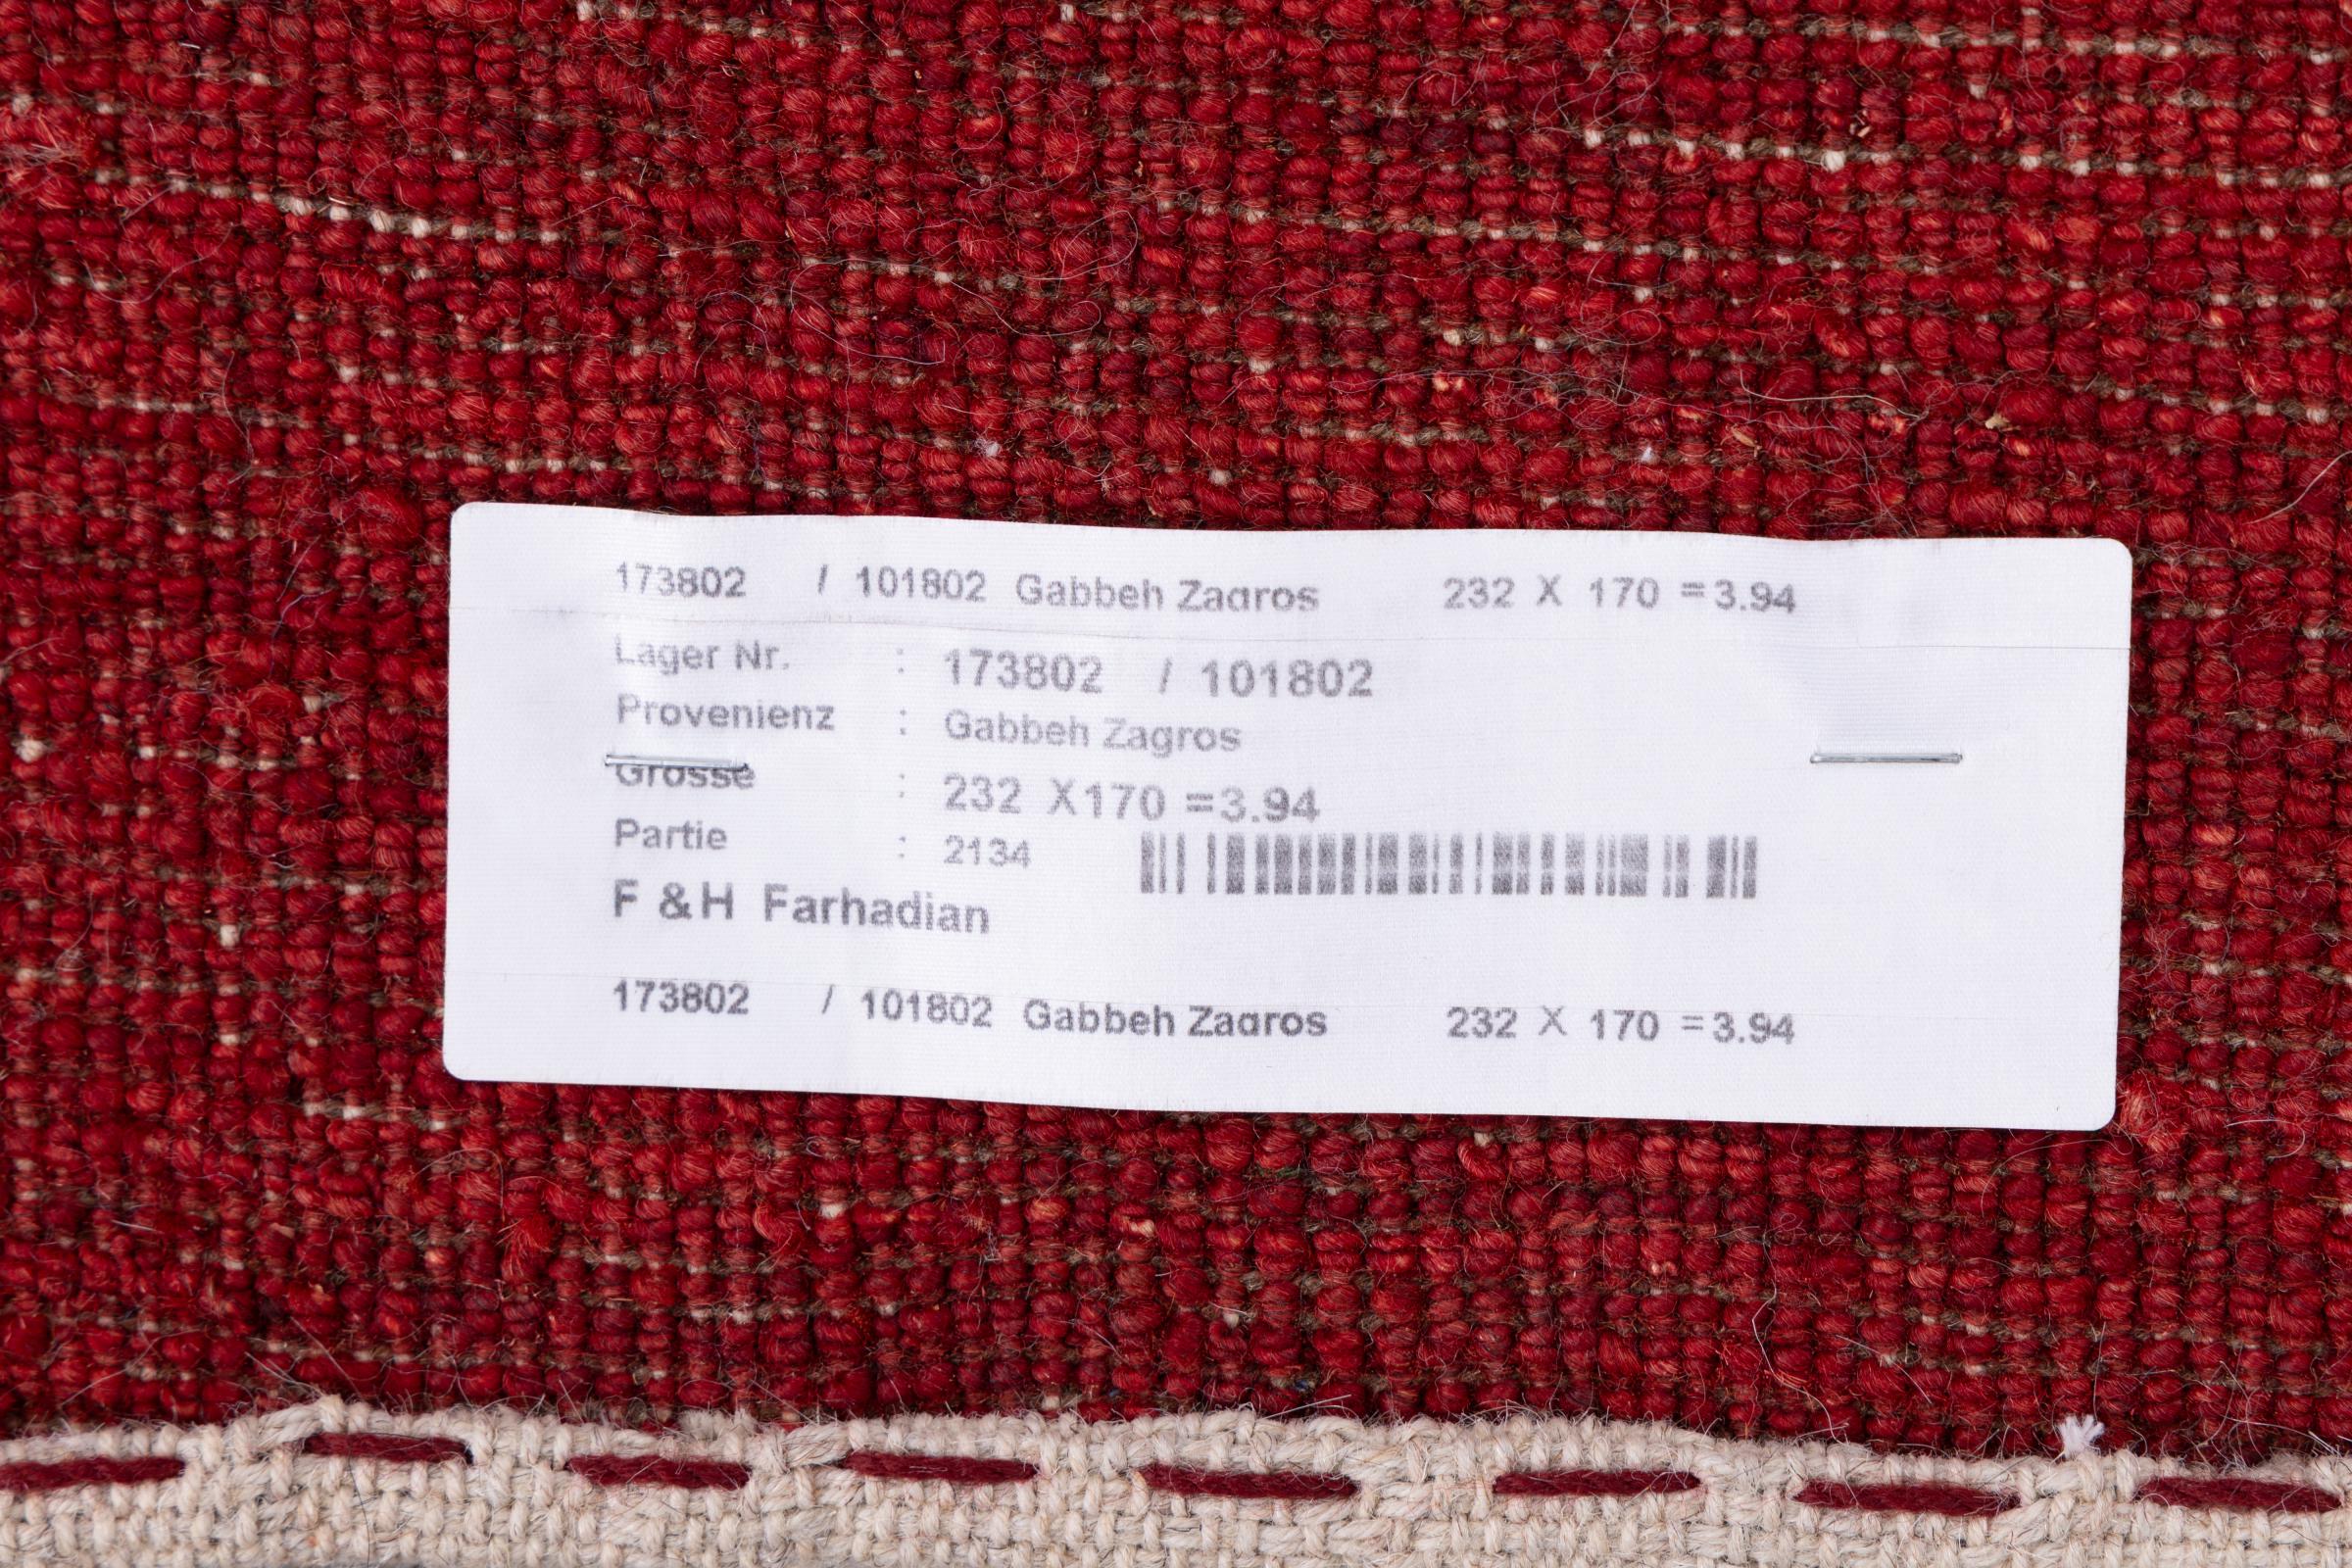 173802 / 101802 Gabbeh Zagros 232 X 170 =3.94
Lager Nr. : 173802 / 101802
Provenienz : Gabbeh Zagros
Grosse : 232 X170 =3.94
Partie : 2134
F &H Farhadian
173802 / 101802 Gabbeh Zagros 232 X 170 =3.94